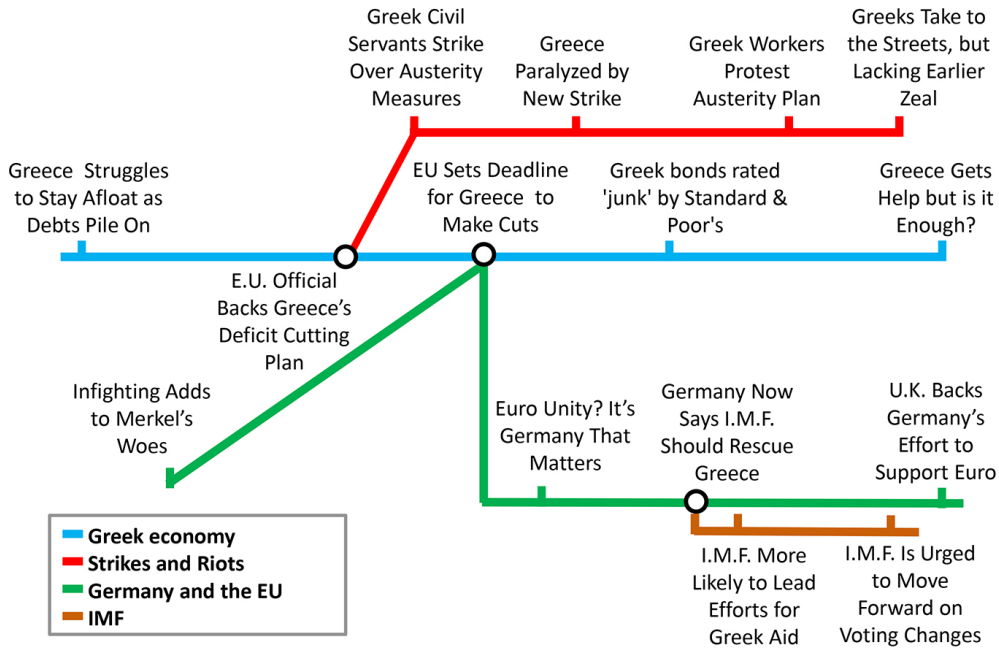 Greek Civil
Servants Strike
Over Austerity
Measures
Greece
Paralyzed by
New Strike
Greek Workers
Protest
Austerity Plan
Greeks Take to
the Streets, but
Lacking Earlier
Zeal
Greece Struggles
to Stay Afloat as
Debts Pile On
EU Sets Deadline
for Greece to
Make Cuts
Greek bonds rated
'junk' by Standard &
Poor's
Greece Gets
Help but is it
Enough?
E.U. Official
Backs Greece’s
Deficit Cutting
Plan
Infighting Adds
to Merkel’s
Woes
Euro Unity? It’s
Germany That
Matters
Germany Now
Says I.M.F.
Should Rescue
Greece
U.K. Backs
Germany’s
Effort to
Support Euro
I.M.F. More
Likely to Lead
Efforts for
Greek Aid
I.M.F. Is Urged
to Move
Forward on
Voting Changes
Greek economy
Strikes and Riots
Germany and the EU
IMF